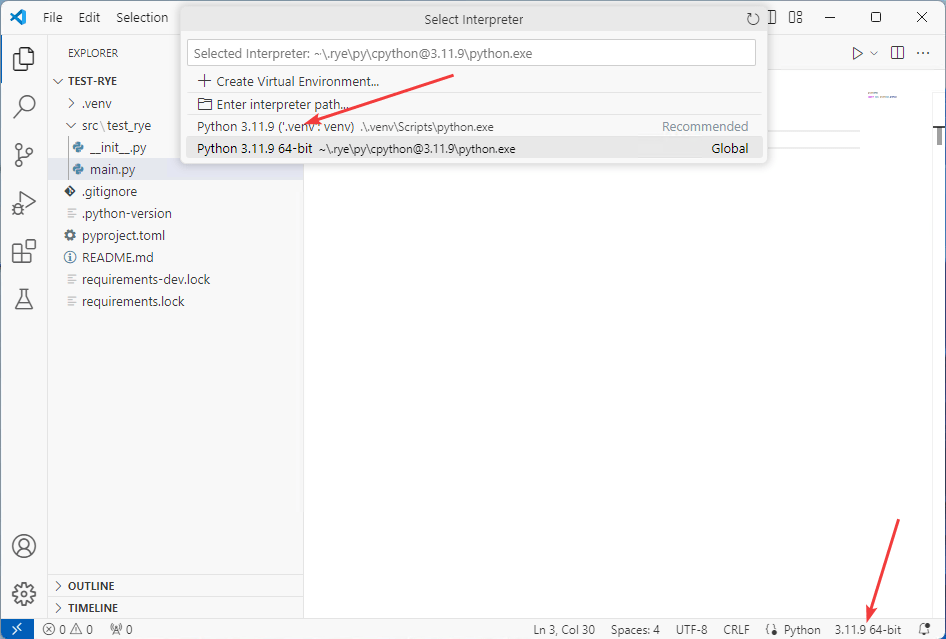 File Edit Selection
Select Interpreter
Selected Interpreter: ~\.rye\py\cpython@3.11.9\python.exe
Create Virtual Environment...
Enter interpreter path...
Python 3.11.9 ('.venv': venv) .\.venv\Scripts\python.exe Recommended
Python 3.11.9 64-bit ~\.rye\py\cpython@3.11.9\python.exe Global
EXPLORER
TEST-RYE
.venv
src\test_rye
__init__.py
main.py
.gitignore
.python-version
pyproject.toml
README.md
requirements-dev.lock
requirements.lock
OUTLINE
TIMELINE
0 0 0 Ln 3, Col 30 Spaces: 4 UTF-8 CRLF Python 3.11.9 64-bit